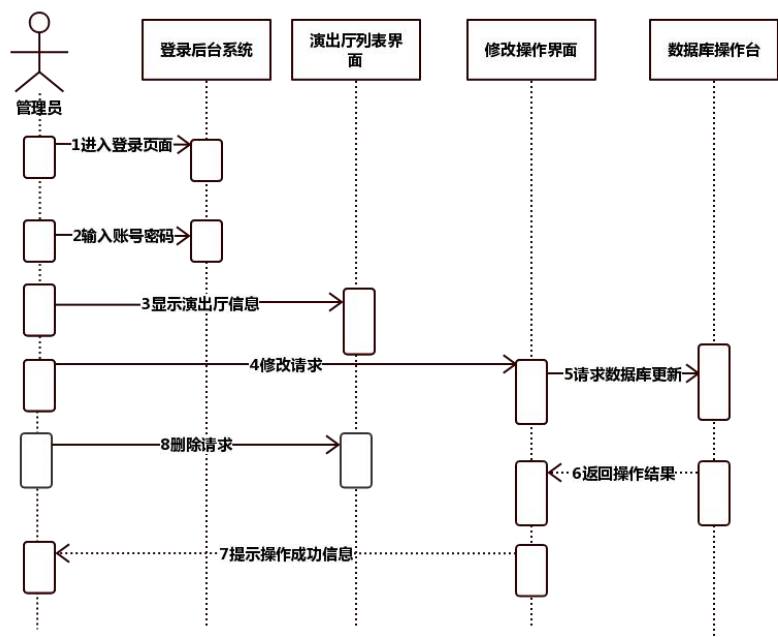 登录后台系统
演出厅列表界
面
修改操作界面
数据库操作台
管理员
1进入登录页面
2输入账号密码
3显示演出厅信息
4修改请求
5请求数据库更新
8删除请求
6返回操作结果
7提示操作成功信息